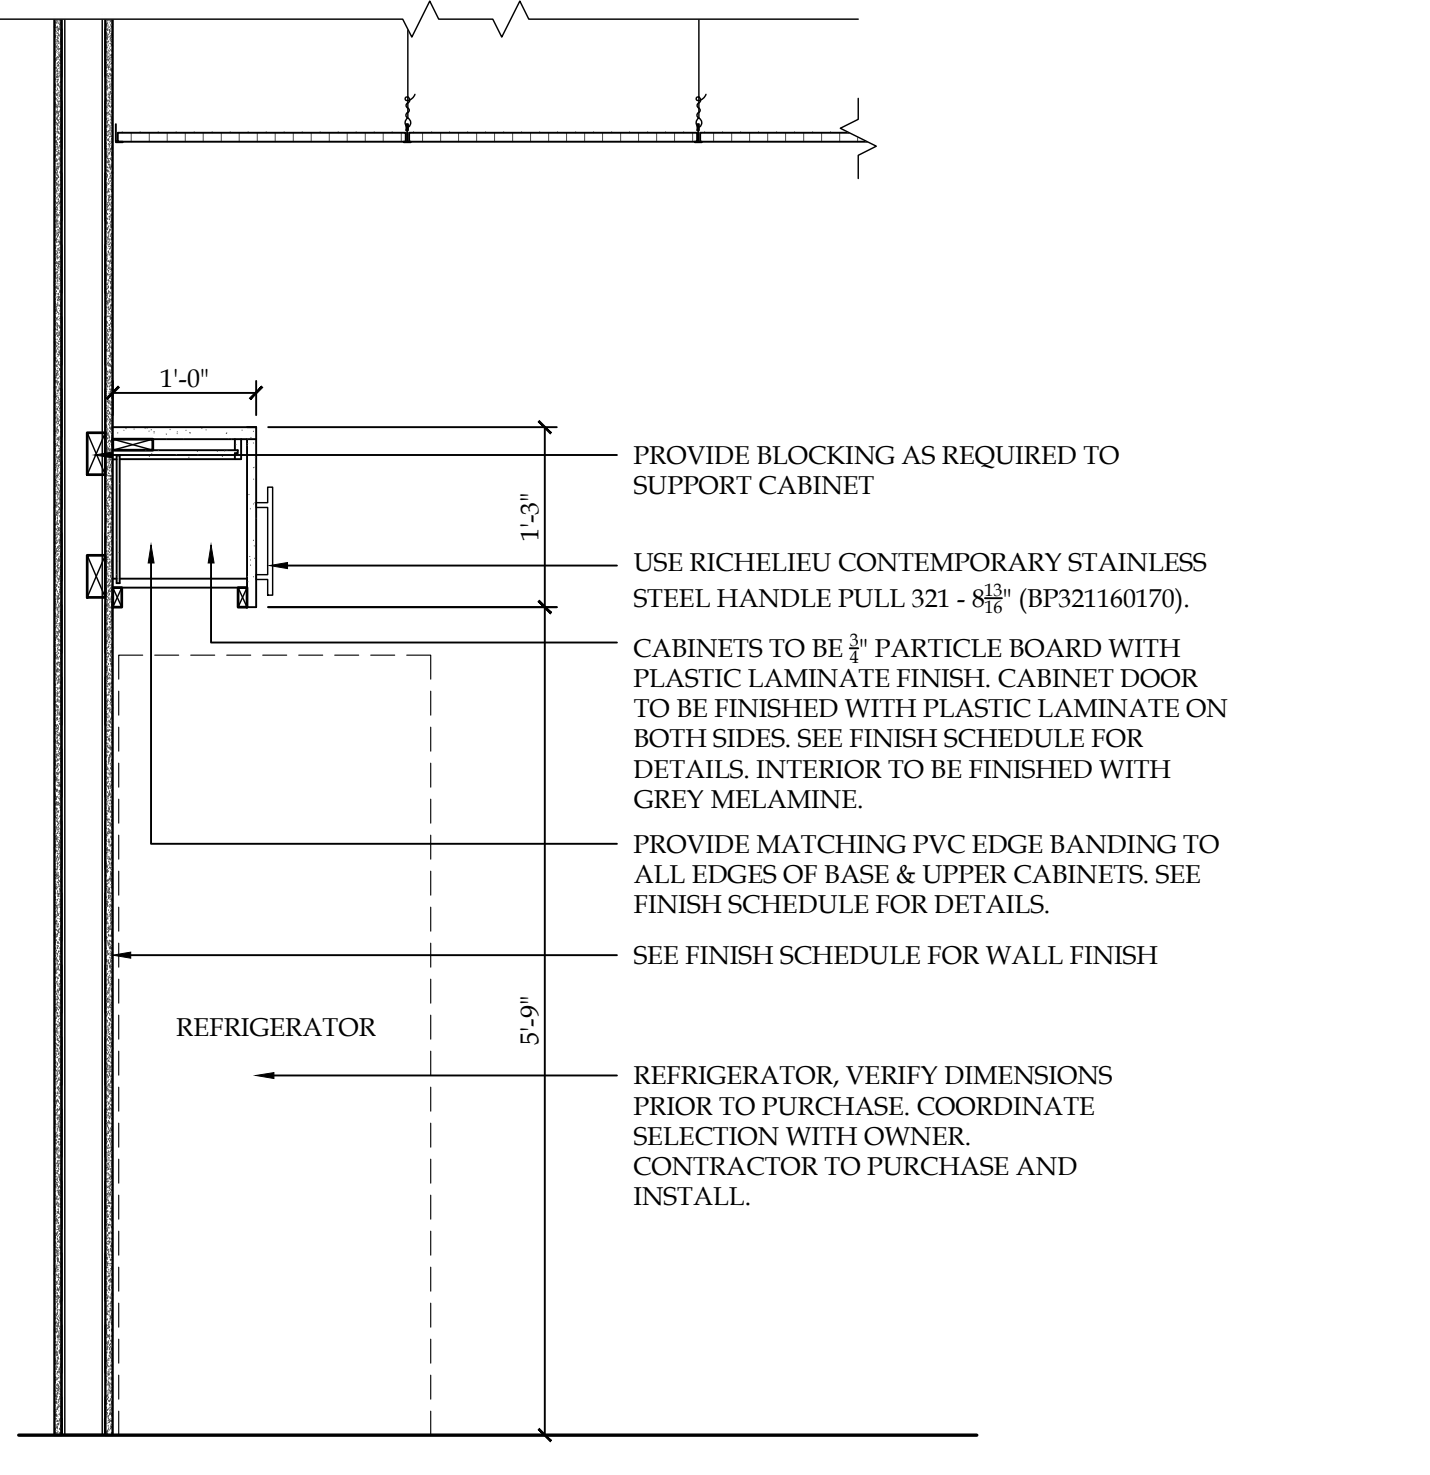 1'-0"
PROVIDE BLOCKING AS REQUIRED TO
SUPPORT CABINET
1'-3"
USE RICHELIEU CONTEMPORARY STAINLESS
STEEL HANDLE PULL 321 - 8 13/16" (BP321160170).
CABINETS TO BE 3/4" PARTICLE BOARD WITH
PLASTIC LAMINATE FINISH. CABINET DOOR
TO BE FINISHED WITH PLASTIC LAMINATE ON
BOTH SIDES. SEE FINISH SCHEDULE FOR
DETAILS. INTERIOR TO BE FINISHED WITH
GREY MELAMINE.
PROVIDE MATCHING PVC EDGE BANDING TO
ALL EDGES OF BASE & UPPER CABINETS. SEE
FINISH SCHEDULE FOR DETAILS.
SEE FINISH SCHEDULE FOR WALL FINISH
5'-9"
REFRIGERATOR
REFRIGERATOR, VERIFY DIMENSIONS
PRIOR TO PURCHASE. COORDINATE
SELECTION WITH OWNER.
CONTRACTOR TO PURCHASE AND
INSTALL.